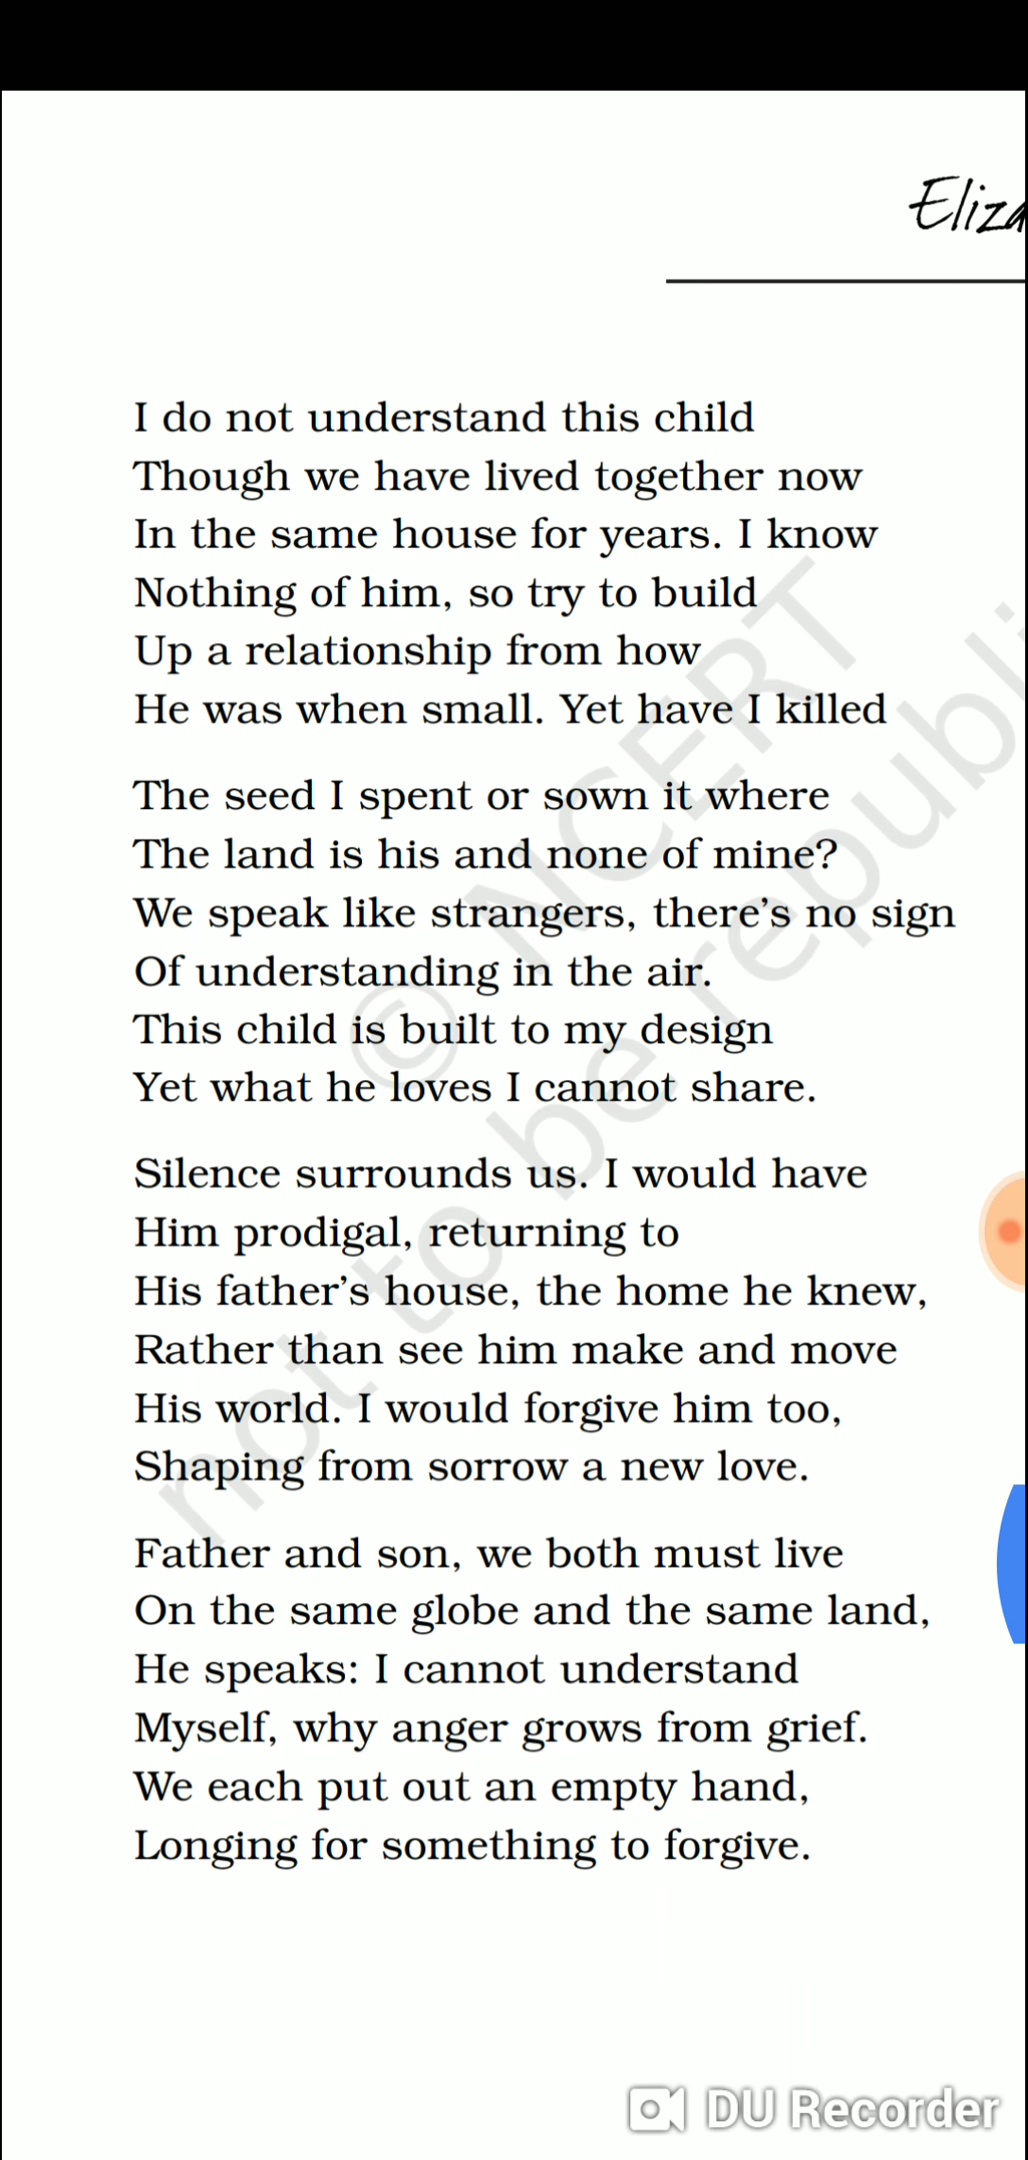 Eliza
I do not understand this child
Though we have lived together now
In the same house for years. I know
Nothing of him, so try to build
Up a relationship from how
He was when small. Yet have I killed
The seed I spent or sown it where
The land is his and none of mine?
We speak like strangers, there’s no sign
Of understanding in the air.
This child is built to my design
Yet what he loves I cannot share.
Silence surrounds us. I would have
Him prodigal, returning to
His father’s house, the home he knew,
Rather than see him make and move
His world. I would forgive him too,
Shaping from sorrow a new love.
Father and son, we both must live
On the same globe and the same land,
He speaks: I cannot understand
Myself, why anger grows from grief.
We each put out an empty hand,
Longing for something to forgive.
© NCERT
not to be republi
DU Recorder